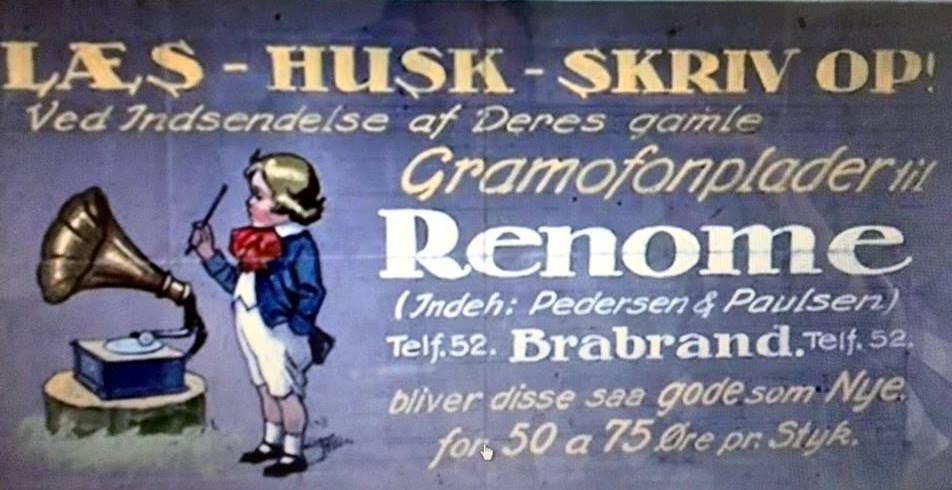 LÆS - HUSK - SKRIV OP!
Ved Indsendelse af Deres gamle
Gramofonplader til
Renome
(Indeh: Pedersen & Paulsen)
Telf. 52. Brabrand. Telf. 52.
bliver disse saa gode som Nye.
for 50 a 75 Øre pr. Styk.